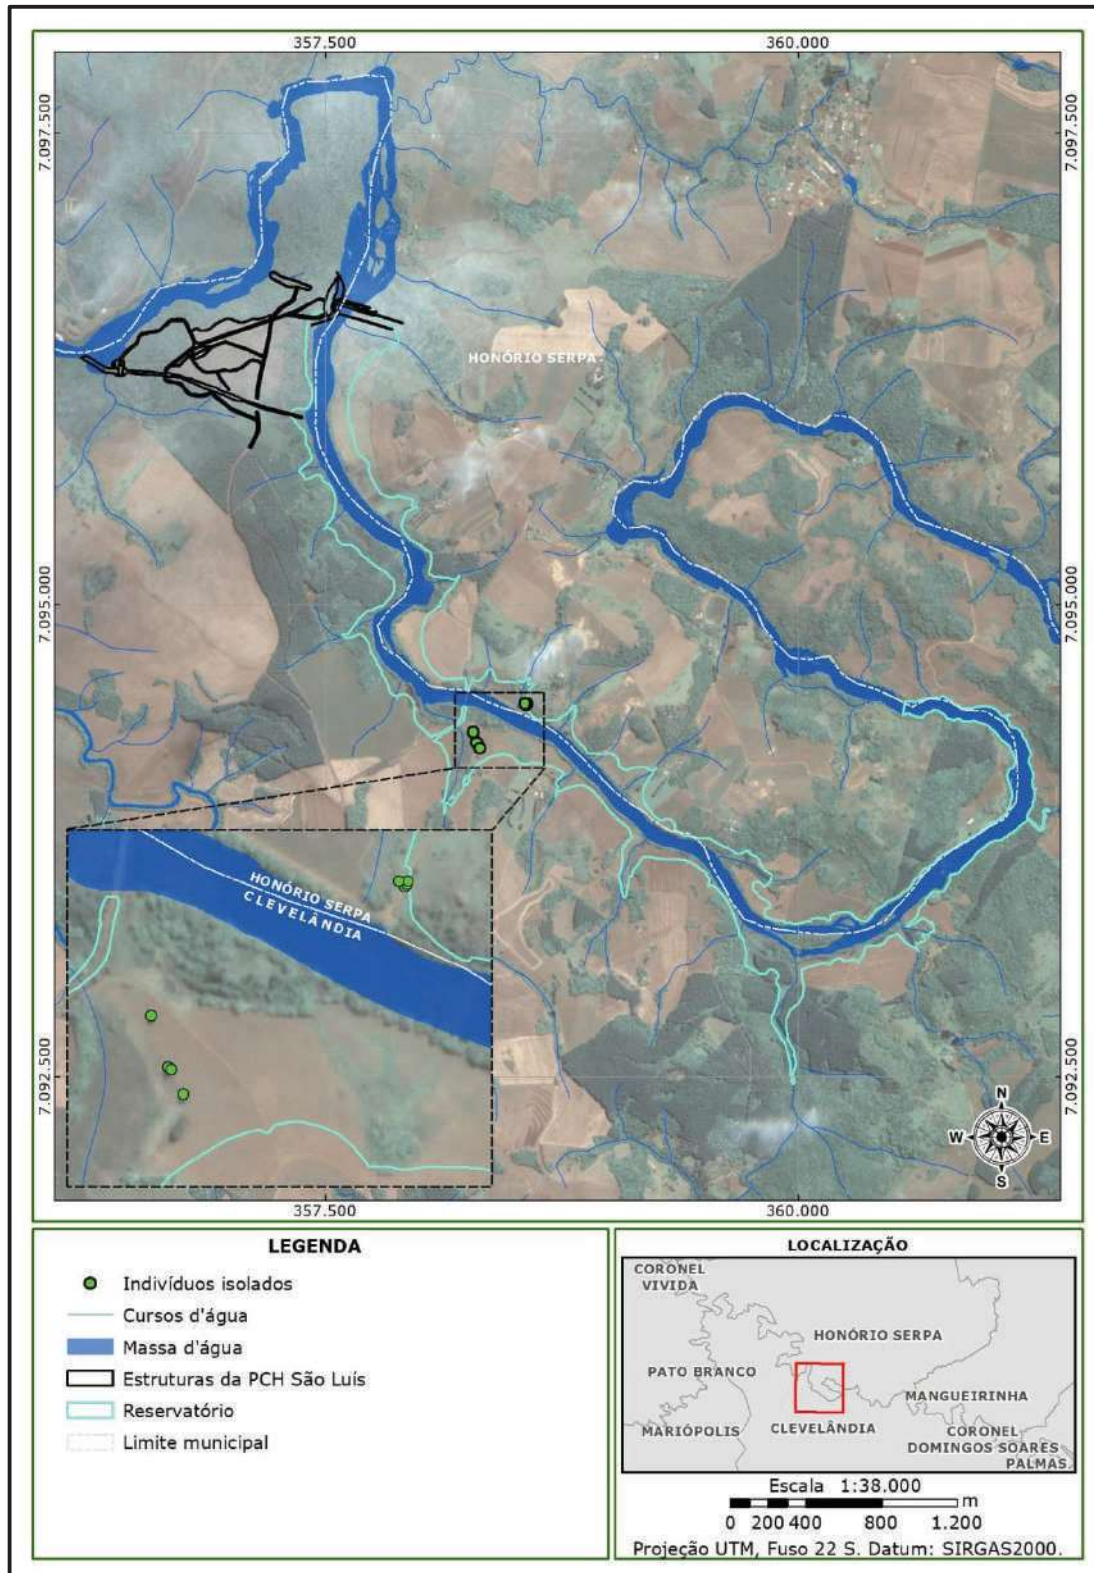 357.500
360.000
7.097.500
7.097.500
HONÓRIO SERPA
7.095.000
7.095.000
HONÓRIO SERPA
CLEVELÂNDIA
7.092.500
7.092.500
N
W
E
S
357.500
360.000
LEGENDA
Indivíduos isolados
Cursos d'água
Massa d'água
Estruturas da PCH São Luís
Reservatório
Limite municipal
LOCALIZAÇÃO
CORONEL
VIVIDA
HONÓRIO SERPA
PATO BRANCO
MANGUEIRINHA
MARIÓPOLIS
CLEVELÂNDIA
CORONEL
DOMINGOS SOARES
PALMAS
Escala 1:38.000
m
0 200 400 800 1.200
Projeção UTM, Fuso 22 S. Datum: SIRGAS2000.